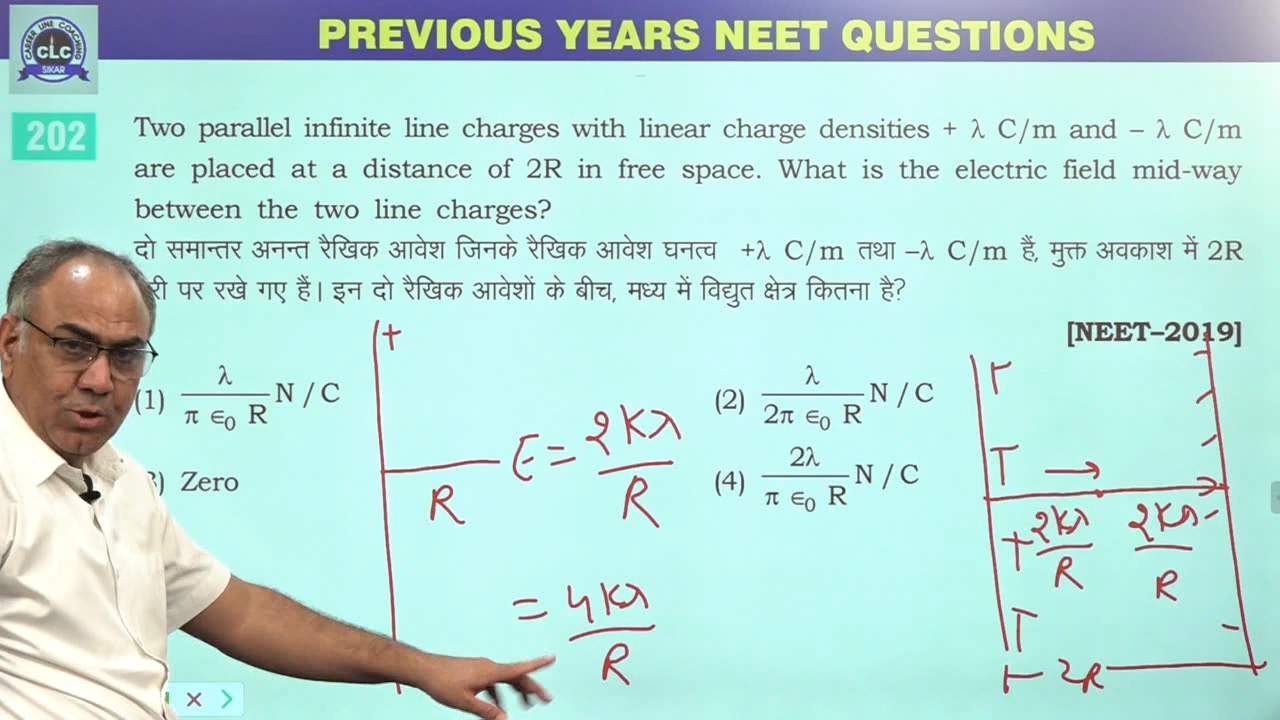 PREVIOUS YEARS NEET QUESTIONS
CAREER LINE COACHING
CLC
SIKAR
202
Two parallel infinite line charges with linear charge densities + λ C/m and – λ C/m
are placed at a distance of 2R in free space. What is the electric field mid-way
between the two line charges?
दो समान्तर अनन्त रैखिक आवेश जिनके रैखिक आवेश घनत्व +λ C/m तथा –λ C/m हैं, मुक्त अवकाश में 2R
पर रखे गए हैं। इन दो रैखिक आवेशों के बीच, मध्य में विद्युत क्षेत्र कितना है?
[NEET–2019]
(1) λ / π ∈₀ R N / C
(2) λ / 2π ∈₀ R N / C
) Zero
(4) 2λ / π ∈₀ R N / C
+
R
E = 2Kλ / R
= 4Kλ / R
+ 2Kλ / R 2Kλ / R
2R